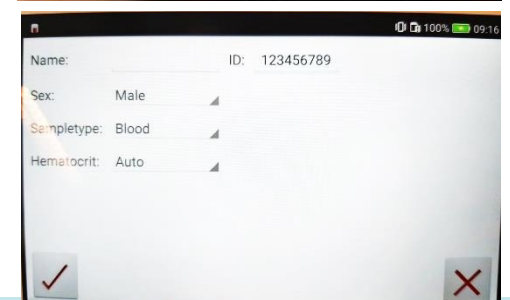 100% 09:16
Name: ID: 123456789
Sex: Male
Sampletype: Blood
Hematocrit: Auto